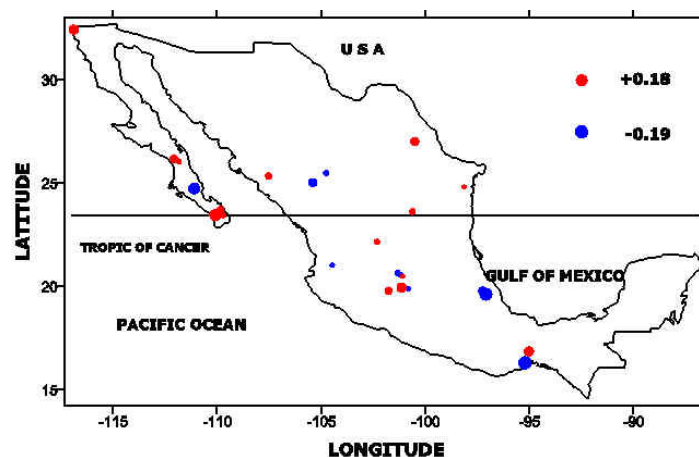 U S A
+0.18
-0.19
30
25
20
15
LATITUDE
TROPIC OF CANCER
GULF OF MEXICO
PACIFIC OCEAN
-115 -110 -105 -100 -95 -90
LONGITUDE